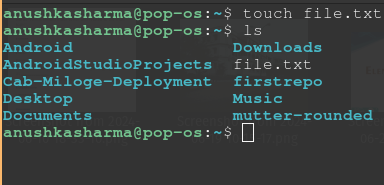 anushkasharma@pop-os:~$ touch file.txt
anushkasharma@pop-os:~$ ls
Android Downloads
AndroidStudioProjects file.txt
Cab-Miloge-Deployment firstrepo
Desktop Music
Documents mutter-rounded
anushkasharma@pop-os:~$